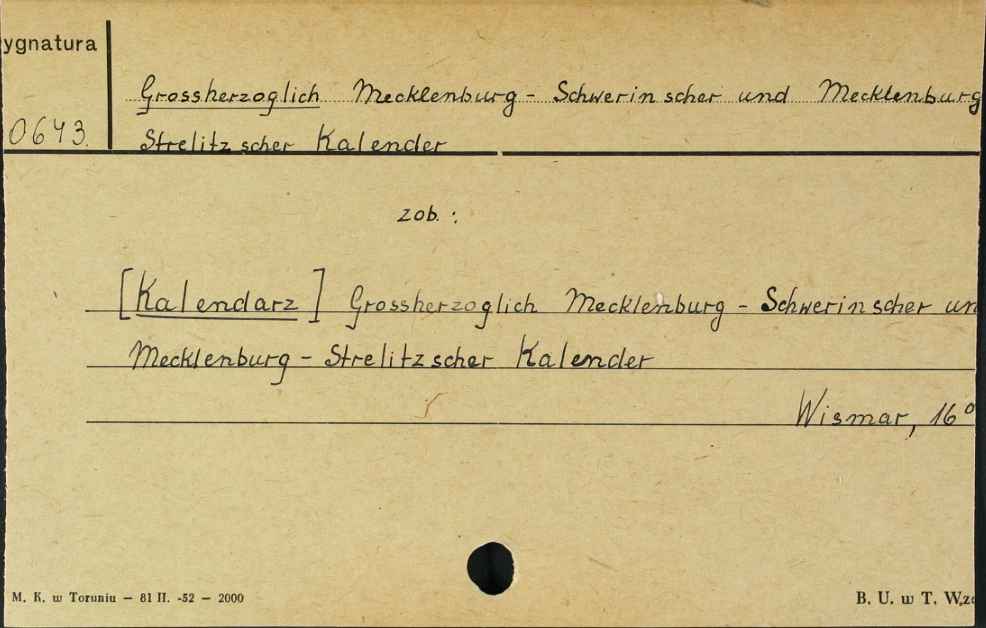 ygnatura
Grossherzoglich Mecklenburg - Schwerinscher und Mecklenburg
0643.
Strelitzscher Kalender
zob. :
[Kalendarz] Grossherzoglich Mecklenburg - Schwerinscher un
Mecklenburg - Strelitzscher Kalender
Wismar, 16°
M. K. w Toruniu — 81 II. -52 — 2000
B. U. w T. Wz